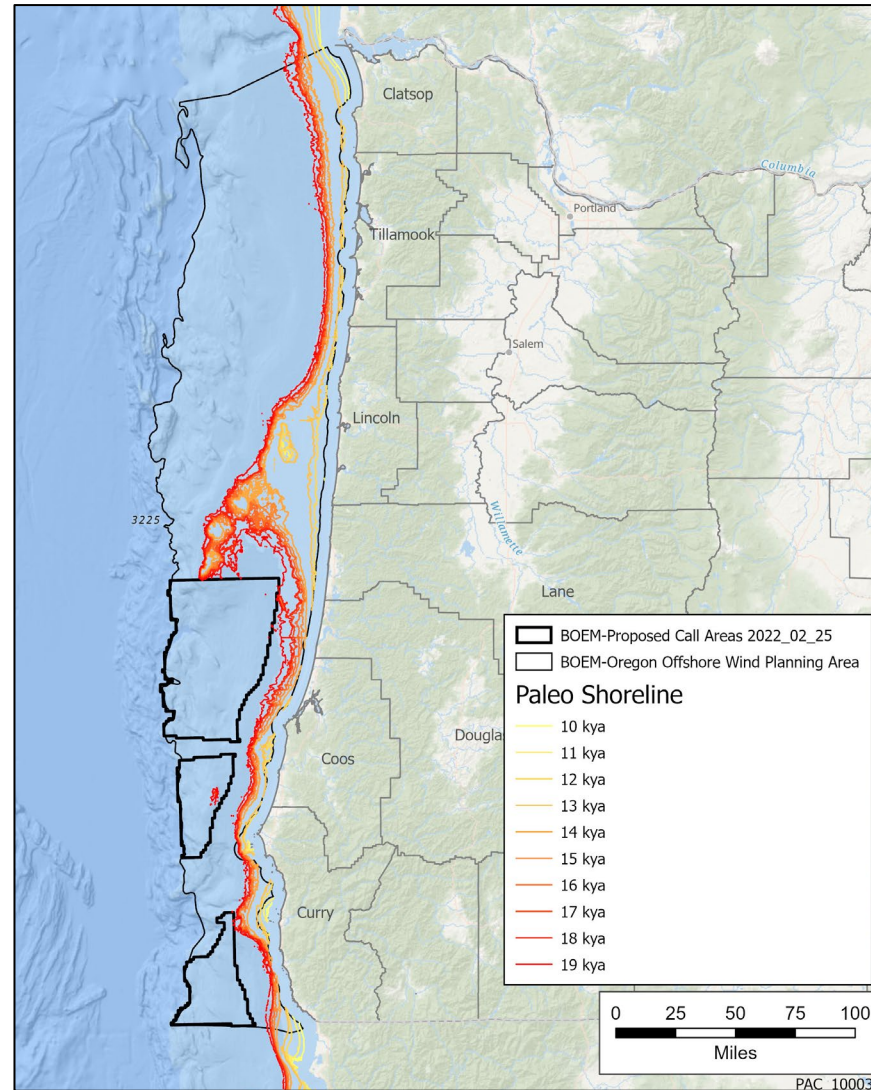 Clatsop
Columbia
Portland
Tillamook
Salem
Lincoln
Willamette
3225
Lane
Coos
Douglas
Curry
BOEM-Proposed Call Areas 2022_02_25
BOEM-Oregon Offshore Wind Planning Area
Paleo Shoreline
10 kya
11 kya
12 kya
13 kya
14 kya
15 kya
16 kya
17 kya
18 kya
19 kya
0 25 50 75 100
Miles
PAC_10003